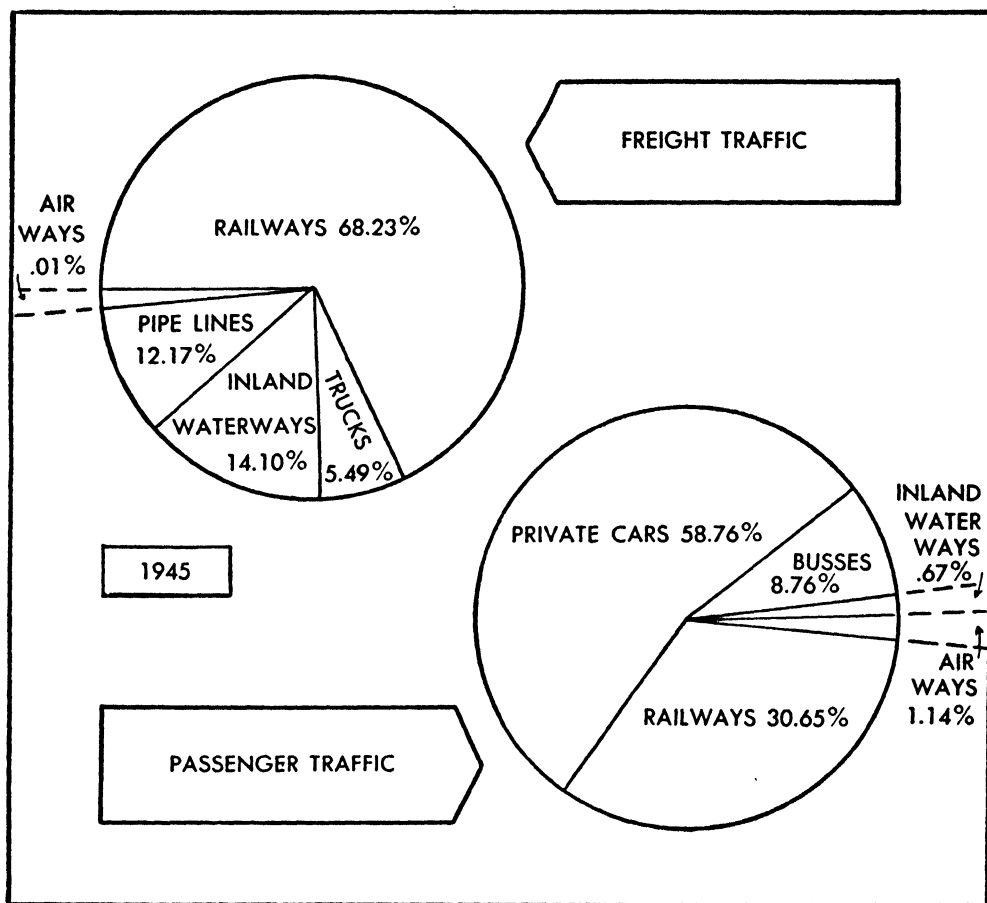 FREIGHT TRAFFIC
RAILWAYS 68.23%
AIR
WAYS
.01%
PIPE LINES
12.17%
INLAND
WATERWAYS
14.10%
TRUCKS
5.49%
1945
PRIVATE CARS 58.76%
BUSSES
8.76%
INLAND
WATER
WAYS
.67%
AIR
WAYS
1.14%
RAILWAYS 30.65%
PASSENGER TRAFFIC